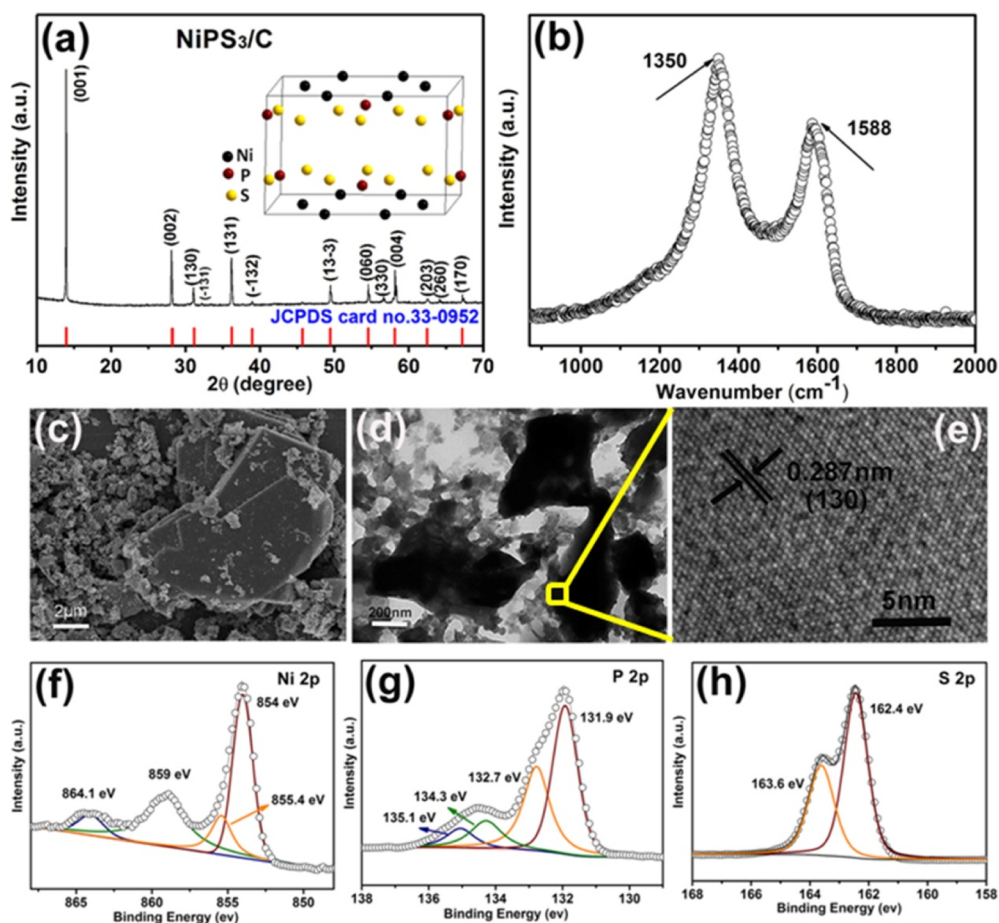 (a)
NiPS3/C
Intensity (a.u.)
(001)
(002)
(130)
(-131)
(131)
(-132)
(13-3)
(060)
(330)
(004)
(203)
(260)
(170)
Ni
P
S
JCPDS card no.33-0952
10 20 30 40 50 60 70
2θ (degree)
(b)
Intensity (a.u.)
1350
1588
1000 1200 1400 1600 1800 2000
Wavenumber (cm-1)
(c)
2μm
(d)
200nm
(e)
0.287nm
(130)
5nm
(f)
Ni 2p
Intensity (a.u.)
854 eV
859 eV
864.1 eV
855.4 eV
865 860 855 850
Binding Energy (ev)
(g)
P 2p
Intensity (a.u.)
131.9 eV
132.7 eV
134.3 eV
135.1 eV
138 137 136 135 134 133 132 131 130 129
Binding Energy (ev)
(h)
S 2p
Intensity (a.u.)
162.4 eV
163.6 eV
168 166 164 162 160 158
Binding Energy (ev)